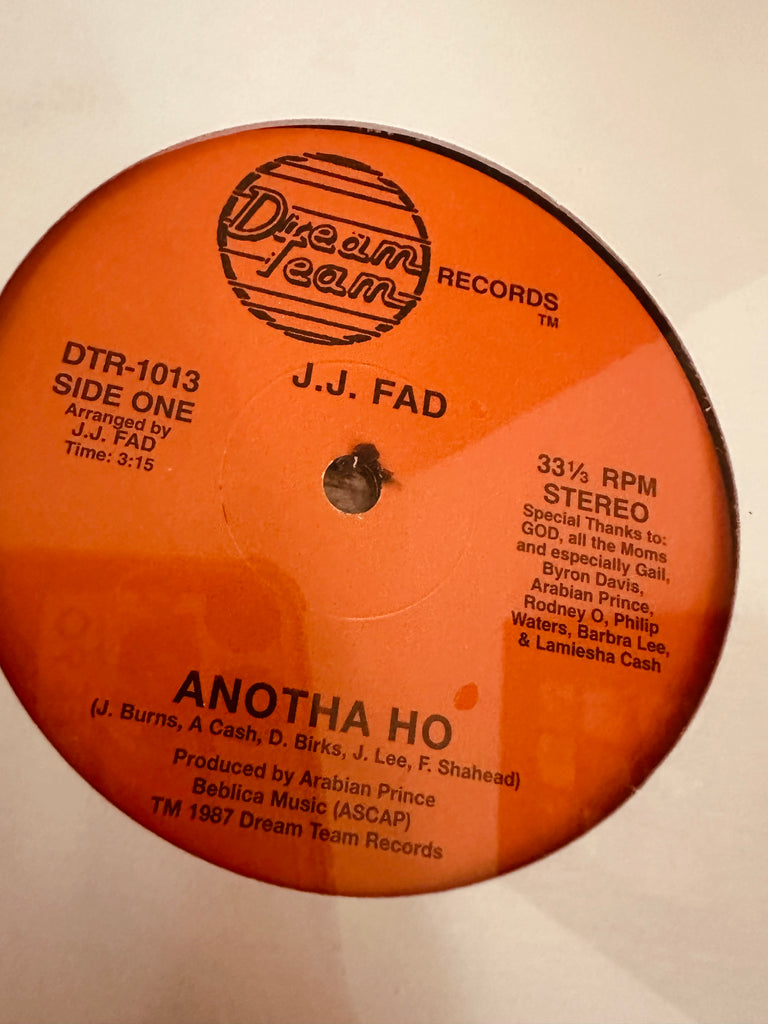 Dream
Team
RECORDS
TM
J.J. FAD
DTR-1013
SIDE ONE
Arranged by
J.J. FAD
Time: 3:15
33⅓ RPM
STEREO
Special Thanks to:
GOD, all the Moms
and especially Gail,
Byron Davis,
Arabian Prince,
Rodney O, Philip
Waters, Barbra Lee,
& Lamiesha Cash
ANOTHA HO
(J. Burns, A Cash, D. Birks, J. Lee, F. Shahead)
Produced by Arabian Prince
Beblica Music (ASCAP)
TM 1987 Dream Team Records